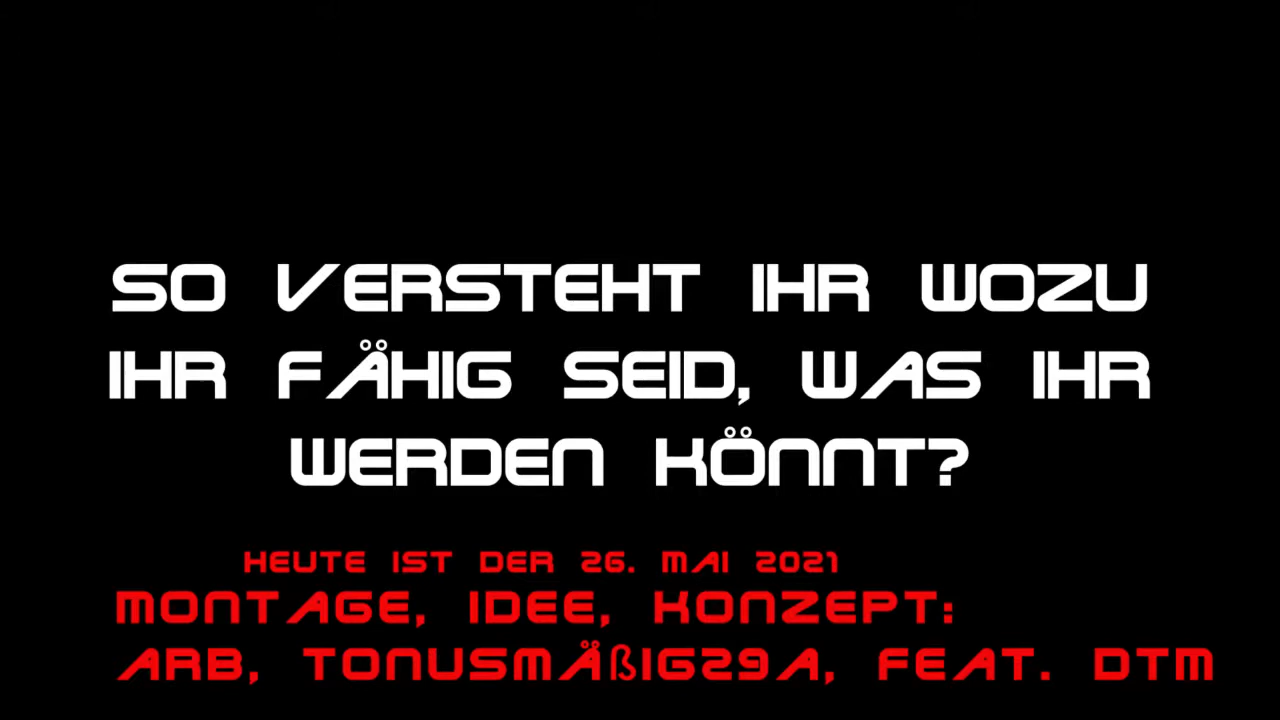 SO VERSTEHT IHR WOZU
IHR FÄHIG SEID, WAS IHR
WERDEN KÖNNT?
HEUTE IST DER 26. MAI 2021
MONTAGE, IDEE, KONZEPT:
ARB, TONUSMÄßIG29A, FEAT. DTM